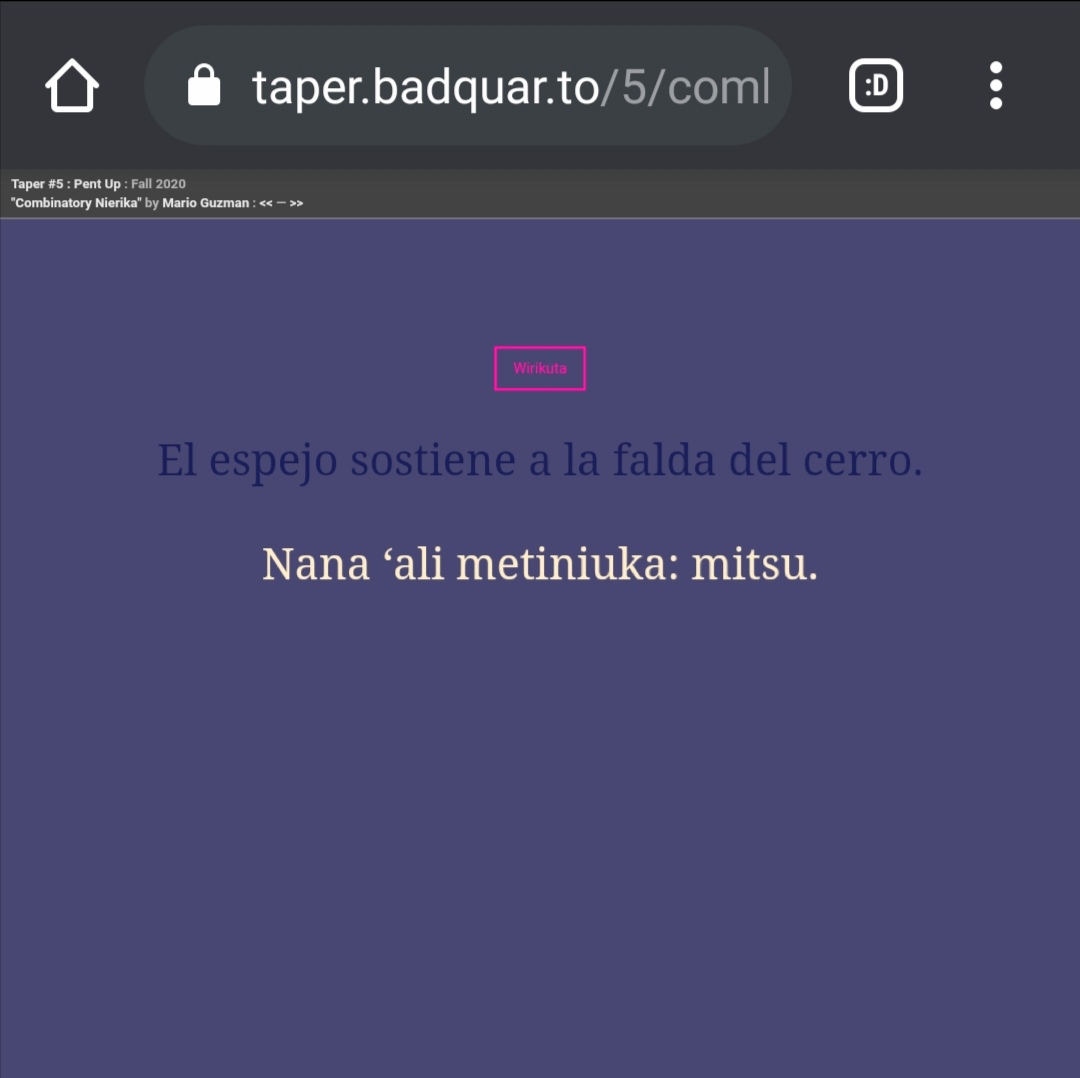 taper.badquar.to/5/coml
:D
Taper #5 : Pent Up : Fall 2020
"Combinatory Nierika" by Mario Guzman : << — >>
Wirikuta
El espejo sostiene a la falda del cerro.
Nana ‘ali metiniuka: mitsu.